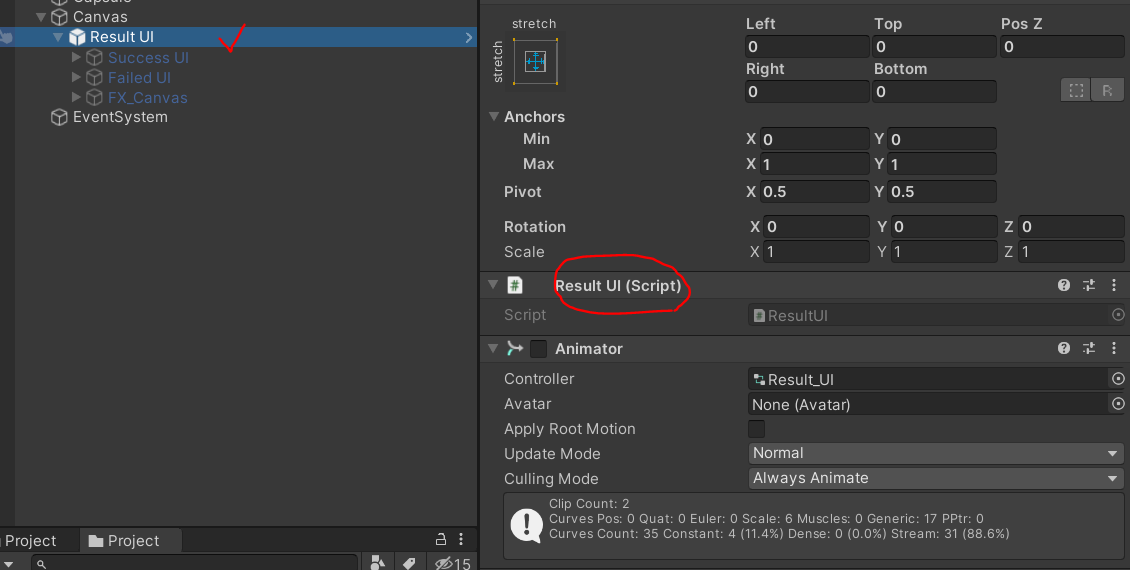 Canvas
Result UI
Success UI
Failed UI
FX_Canvas
EventSystem
Project
Project
15
stretch
stretch
Left Top Pos Z
0 0 0
Right Bottom
0 0
R
Anchors
Min X 0 Y 0
Max X 1 Y 1
Pivot X 0.5 Y 0.5
Rotation X 0 Y 0 Z 0
Scale X 1 Y 1 Z 1
# Result UI (Script)
Script # ResultUI
Animator
Controller Result_UI
Avatar None (Avatar)
Apply Root Motion
Update Mode Normal
Culling Mode Always Animate
Clip Count: 2
Curves Pos: 0 Quat: 0 Euler: 0 Scale: 6 Muscles: 0 Generic: 17 PPtr: 0
Curves Count: 35 Constant: 4 (11.4%) Dense: 0 (0.0%) Stream: 31 (88.6%)